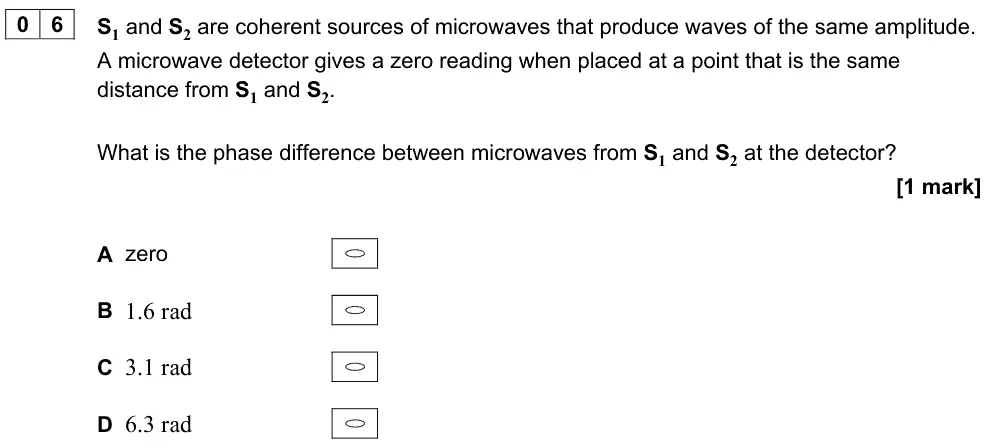 0 6 S₁ and S₂ are coherent sources of microwaves that produce waves of the same amplitude.
A microwave detector gives a zero reading when placed at a point that is the same
distance from S₁ and S₂.
What is the phase difference between microwaves from S₁ and S₂ at the detector?
[1 mark]
A zero
B 1.6 rad
C 3.1 rad
D 6.3 rad